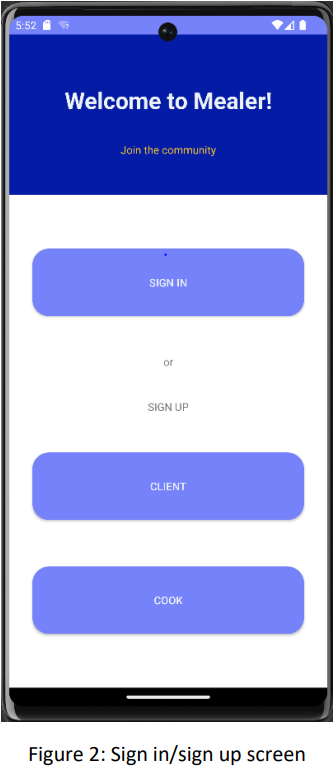 5:52
Welcome to Mealer!
Join the community
SIGN IN
or
SIGN UP
CLIENT
COOK
Figure 2: Sign in/sign up screen